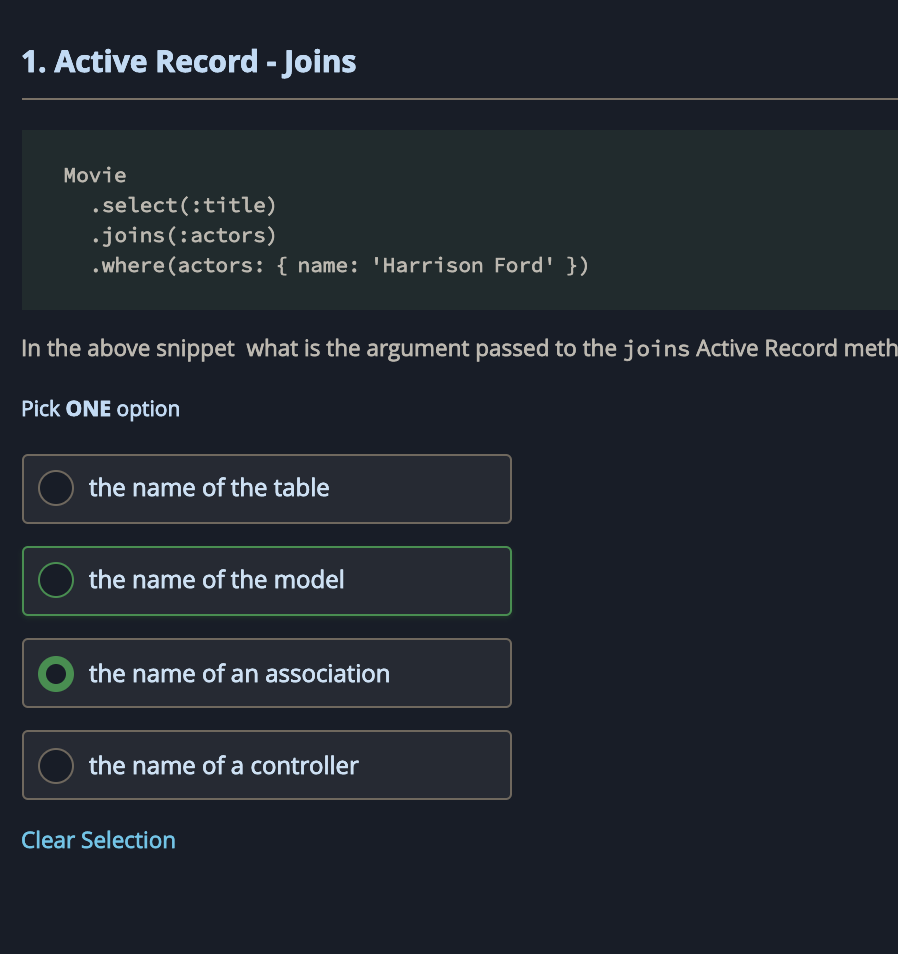 1. Active Record - Joins
Movie
.select(:title)
.joins(:actors)
.where(actors: { name: 'Harrison Ford' })
In the above snippet what is the argument passed to the joins Active Record meth
Pick ONE option
the name of the table
the name of the model
the name of an association
the name of a controller
Clear Selection